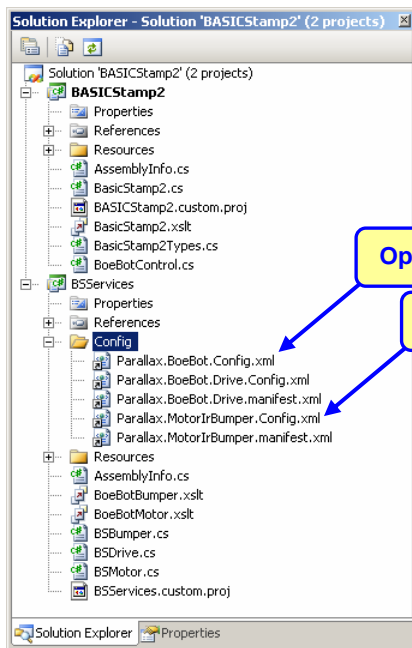 Solution Explorer - Solution 'BASICStamp2' (2 projects)
Solution 'BASICStamp2' (2 projects)
BASICStamp2
Properties
References
Resources
AssemblyInfo.cs
BasicStamp2.cs
BASICStamp2.custom.proj
BasicStamp2.xslt
BasicStamp2Types.cs
BoeBotControl.cs
Op
BSServices
Properties
References
Config
Parallax.BoeBot.Config.xml
Parallax.BoeBot.Drive.Config.xml
Parallax.BoeBot.Drive.manifest.xml
Parallax.MotorIrBumper.Config.xml
Parallax.MotorIrBumper.manifest.xml
Resources
AssemblyInfo.cs
BoeBotBumper.xslt
BoeBotMotor.xslt
BSBumper.cs
BSDrive.cs
BSMotor.cs
BSServices.custom.proj
Solution Explorer Properties